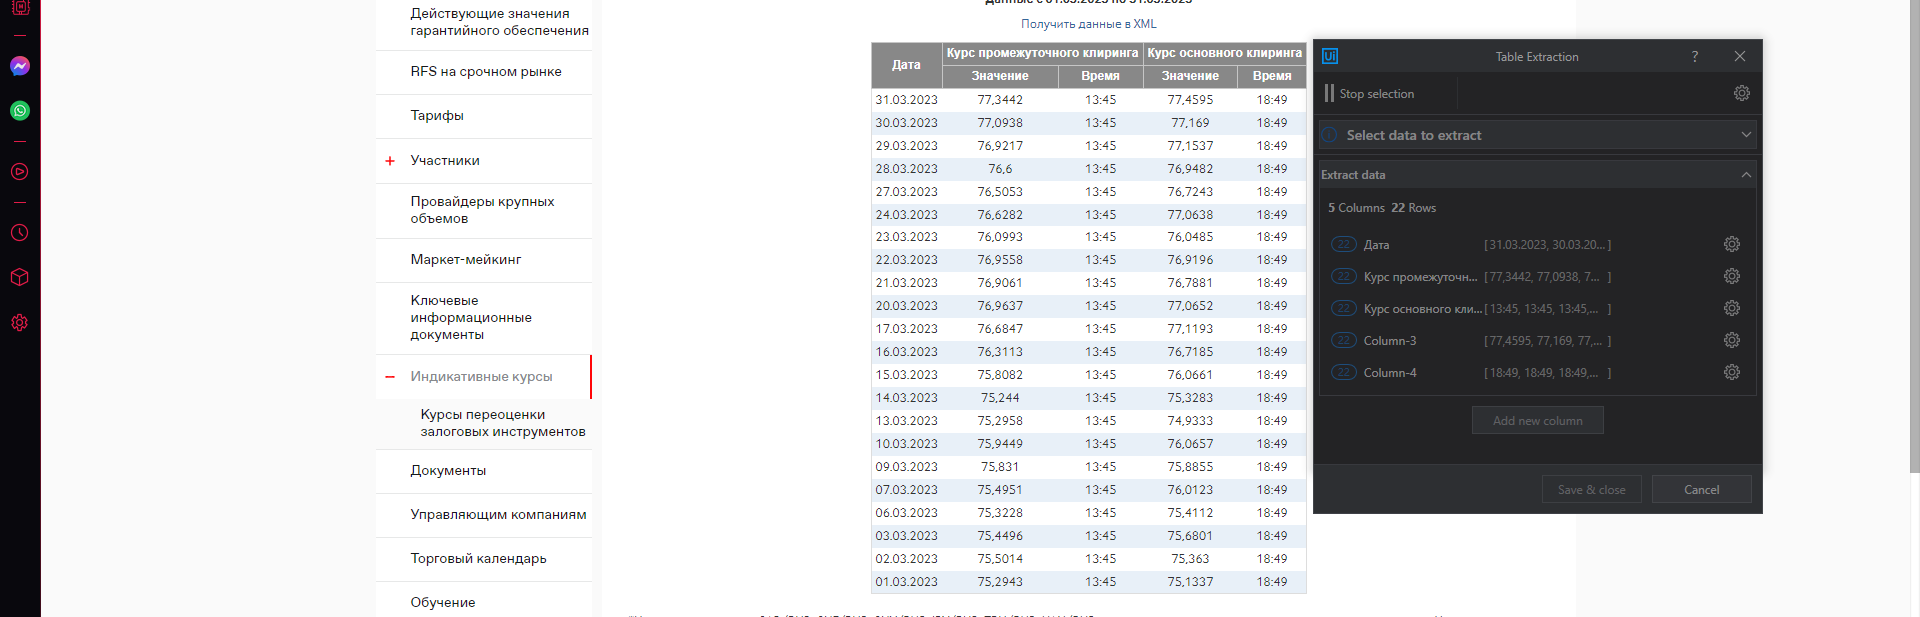 Действующие значения
гарантийного обеспечения
RFS на срочном рынке
Тарифы
+ Участники
Провайдеры крупных
объемов
Маркет-мейкинг
Ключевые
информационные
документы
− Индикативные курсы
Курсы переоценки
залоговых инструментов
Документы
Управляющим компаниям
Торговый календарь
Обучение
Данные с 01.03.2023 по 31.03.2023
Получить данные в XML
Дата Курс промежуточного клиринга Курс основного клиринга
Значение Время Значение Время
31.03.2023 77,3442 13:45 77,4595 18:49
30.03.2023 77,0938 13:45 77,169 18:49
29.03.2023 76,9217 13:45 77,1537 18:49
28.03.2023 76,6 13:45 76,9482 18:49
27.03.2023 76,5053 13:45 76,7243 18:49
24.03.2023 76,6282 13:45 77,0638 18:49
23.03.2023 76,0993 13:45 76,0485 18:49
22.03.2023 76,9558 13:45 76,9196 18:49
21.03.2023 76,9061 13:45 76,7881 18:49
20.03.2023 76,9637 13:45 77,0652 18:49
17.03.2023 76,6847 13:45 77,1193 18:49
16.03.2023 76,3113 13:45 76,7185 18:49
15.03.2023 75,8082 13:45 76,0661 18:49
14.03.2023 75,244 13:45 75,3283 18:49
13.03.2023 75,2958 13:45 74,9333 18:49
10.03.2023 75,9449 13:45 76,0657 18:49
09.03.2023 75,831 13:45 75,8855 18:49
07.03.2023 75,4951 13:45 76,0123 18:49
06.03.2023 75,3228 13:45 75,4112 18:49
03.03.2023 75,4496 13:45 75,6801 18:49
02.03.2023 75,5014 13:45 75,363 18:49
01.03.2023 75,2943 13:45 75,1337 18:49
Ui Table Extraction ?
Stop selection
Select data to extract
Extract data
5 Columns 22 Rows
22 Дата [ 31.03.2023, 30.03.20... ]
22 Курс промежуточн... [ 77,3442, 77,0938, 7... ]
22 Курс основного кли... [ 13:45, 13:45, 13:45,... ]
22 Column-3 [ 77,4595, 77,169, 77,... ]
22 Column-4 [ 18:49, 18:49, 18:49,... ]
Add new column
Save & close Cancel